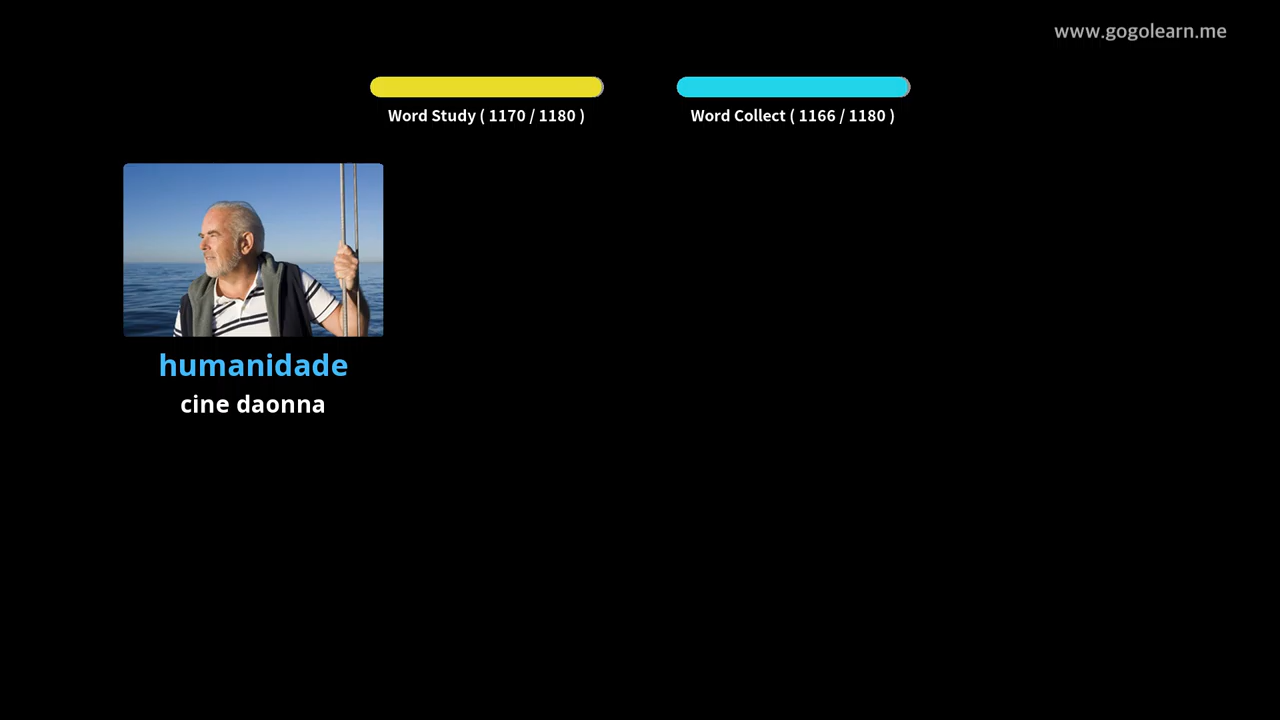 www.gogolearn.me
Word Study ( 1170 / 1180 )
Word Collect ( 1166 / 1180 )
humanidade
cine daonna